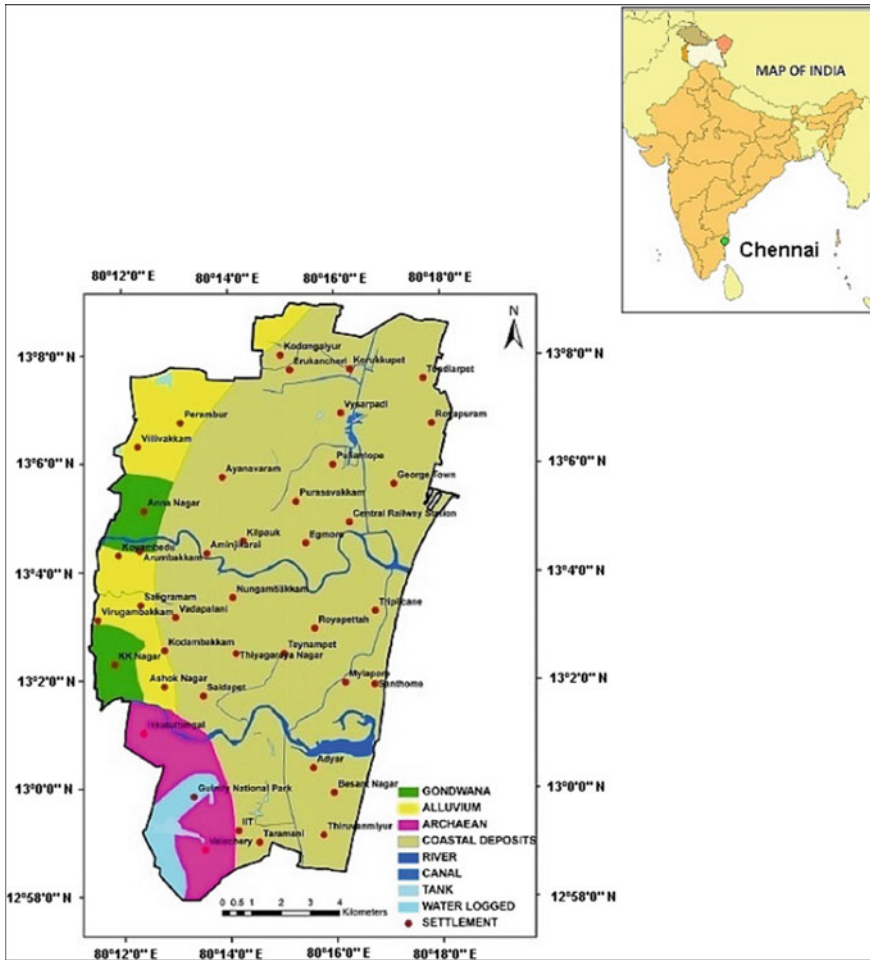 MAP OF INDIA
Chennai
80°12'0" E 80°14'0" E 80°16'0" E 80°18'0" E
N
13°8'0" N 13°8'0" N
Kodungaiyur
Erukancheri Korukkupet
Tondiarpet
Vysarpadi
Royapuram
Perambur
Villivakkam
13°6'0" N 13°6'0" N
Ayanavaram
George Town
Purasavakkam
Anna Nagar
Central Railway Station
Kilpauk Egmore
Aminjikarai
Koyambedu
Arumbakkam
13°4'0" N 13°4'0" N
Nungambakkam
Saligramam
Triplicane
Virugambakkam Vadapalani
Royapettah
Kodambakkam Teynampet
Thiyagaraya Nagar
KK Nagar
13°2'0" N 13°2'0" N
Ashok Nagar
Mylapore
Santhome
Saidapet
Adyar
13°0'0" N 13°0'0" N
National Park
Besant Nagar
IIT
Taramani
Thiruvanmiyur
Velachery
GONDWANA
ALLUVIUM
ARCHAEAN
COASTAL DEPOSITS
RIVER
CANAL
TANK
WATER LOGGED
SETTLEMENT
12°58'0" N 12°58'0" N
0 0.5 1 2 3 4
Kilometers
80°12'0" E 80°14'0" E 80°16'0" E 80°18'0" E